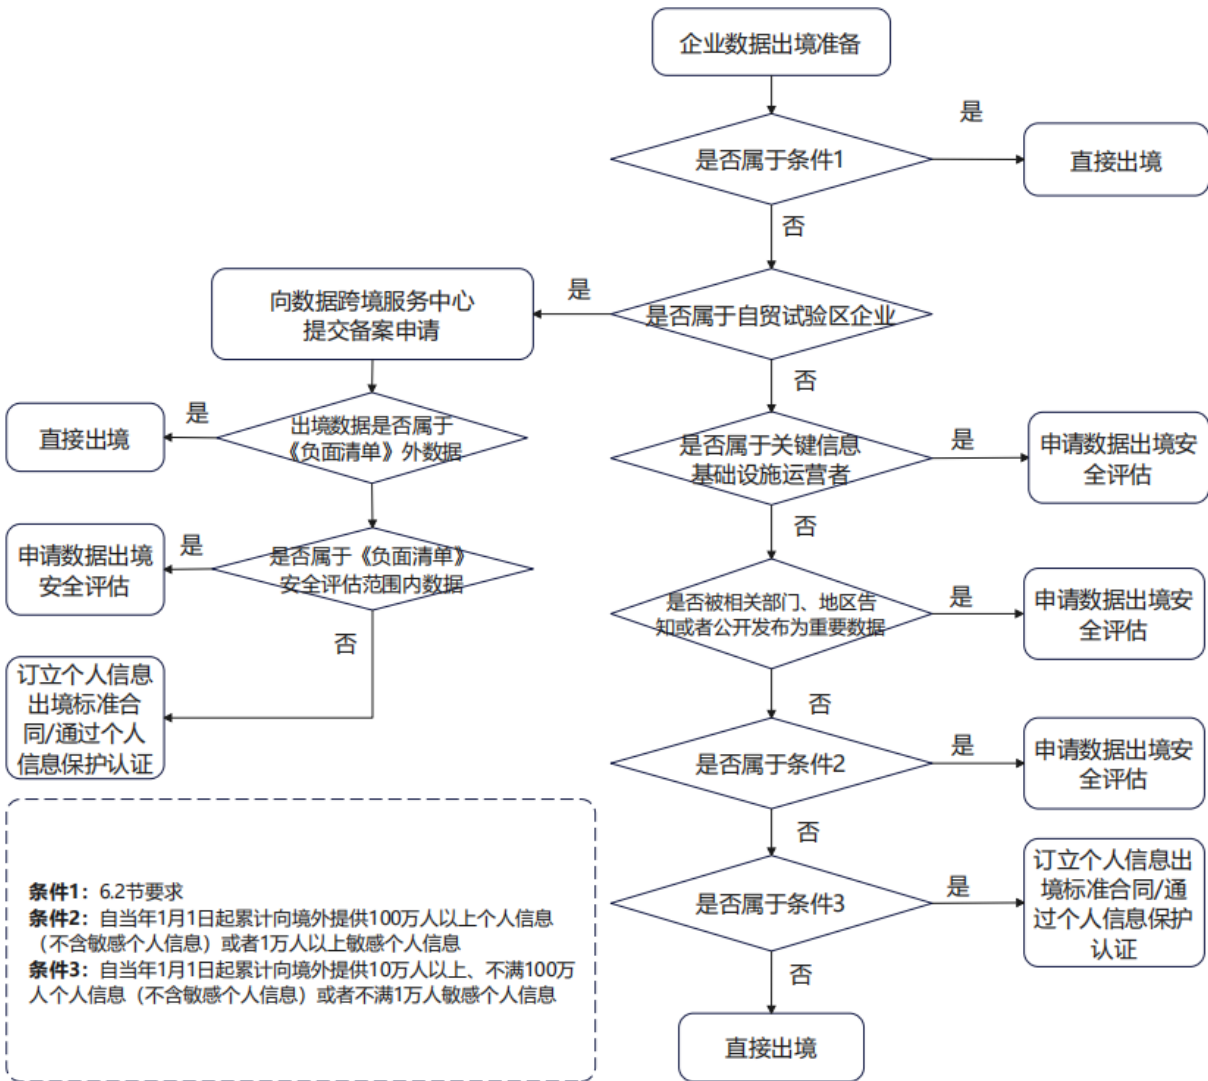 企业数据出境准备
是
是否属于条件1
直接出境
否
向数据跨境服务中心
提交备案申请
是
是否属于自贸试验区企业
否
直接出境
是
出境数据是否属于
《负面清单》外数据
是否属于关键信息
基础设施运营者
是
申请数据出境安
全评估
否
申请数据出境
安全评估
是
是否属于《负面清单》
安全评估范围内数据
是否被相关部门、地区告
知或者公开发布为重要数据
是
申请数据出境安
全评估
否
订立个人信息
出境标准合
同/通过个人
信息保护认证
否
是否属于条件2
是
申请数据出境安
全评估
否
是否属于条件3
是
订立个人信息出
境标准合同/通
过个人信息保护
认证
否
直接出境
条件1：6.2节要求
条件2：自当年1月1日起累计向境外提供100万人以上个人信息
（不含敏感个人信息）或者1万人以上敏感个人信息
条件3：自当年1月1日起累计向境外提供10万人以上、不满100万
人个人信息（不含敏感个人信息）或者不满1万人敏感个人信息